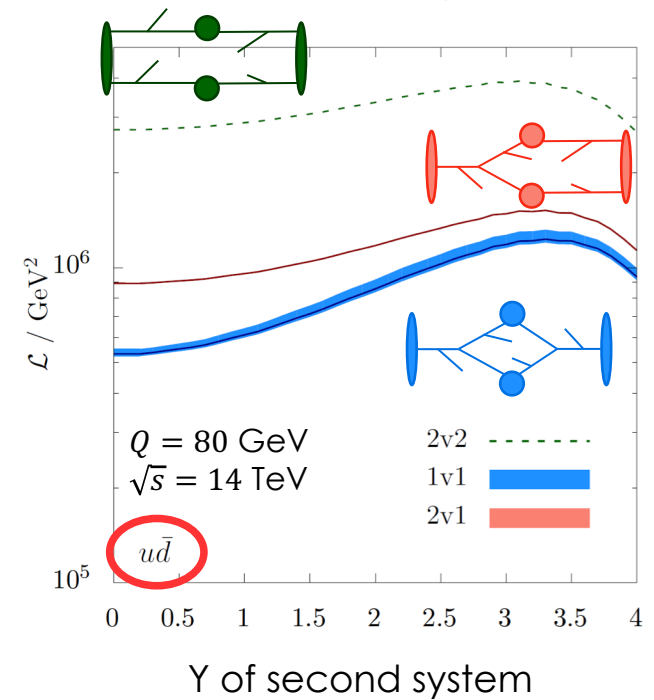 10⁶
ℒ / GeV²
𝑄 = 80 GeV
√𝑠 = 14 TeV
2v2
1v1
2v1
ud̄
10⁵
0 0.5 1 1.5 2 2.5 3 3.5 4
Y of second system